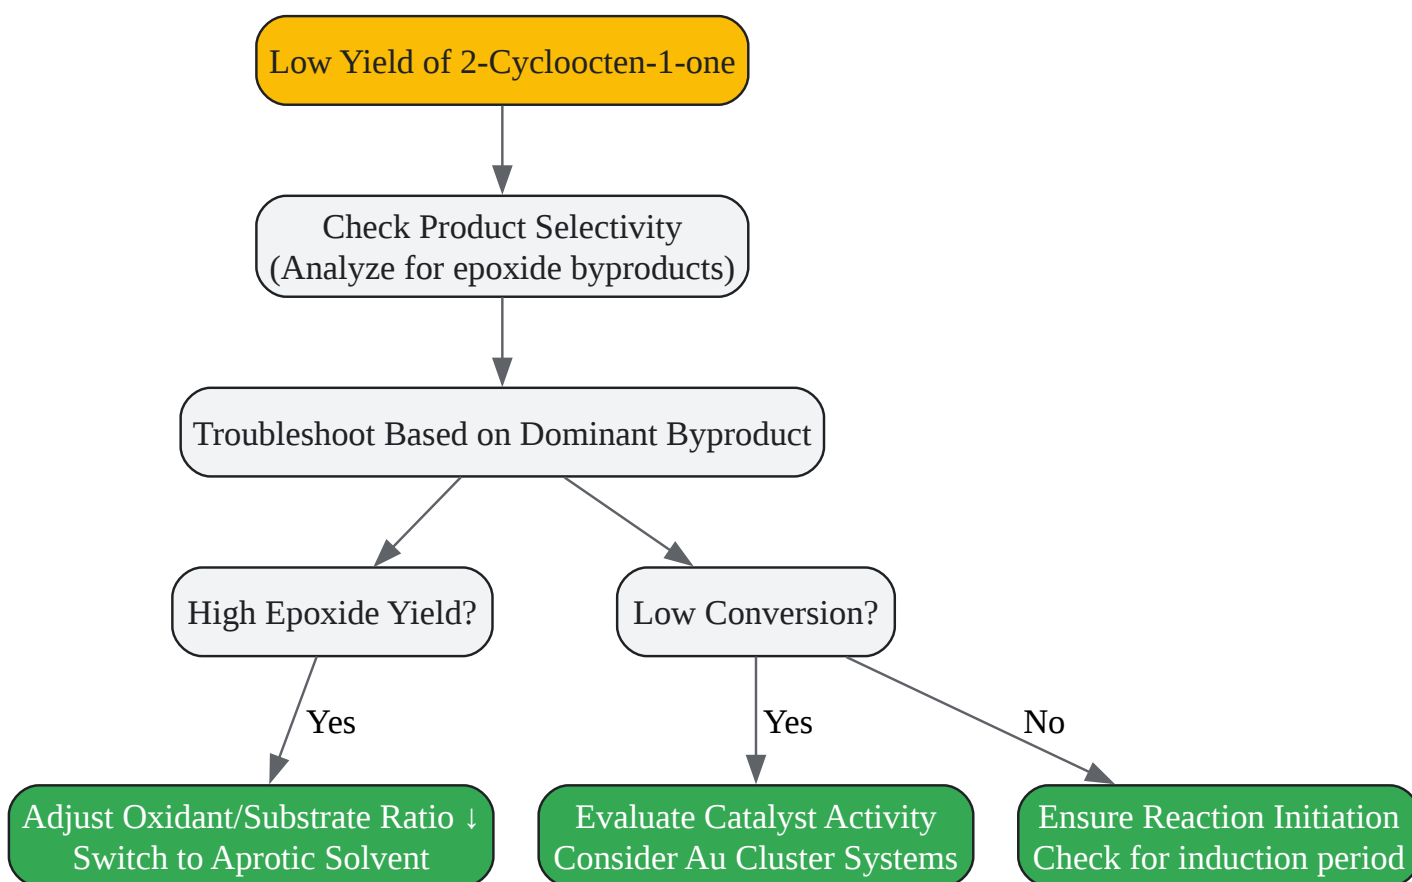 Low Yield of 2-Cycloocten-1-one
Check Product Selectivity
(Analyze for epoxide byproducts)
Troubleshoot Based on Dominant Byproduct
High Epoxide Yield?
Low Conversion?
Yes
Yes
No
Adjust Oxidant/Substrate Ratio ↓
Switch to Aprotic Solvent
Evaluate Catalyst Activity
Consider Au Cluster Systems
Ensure Reaction Initiation
Check for induction period